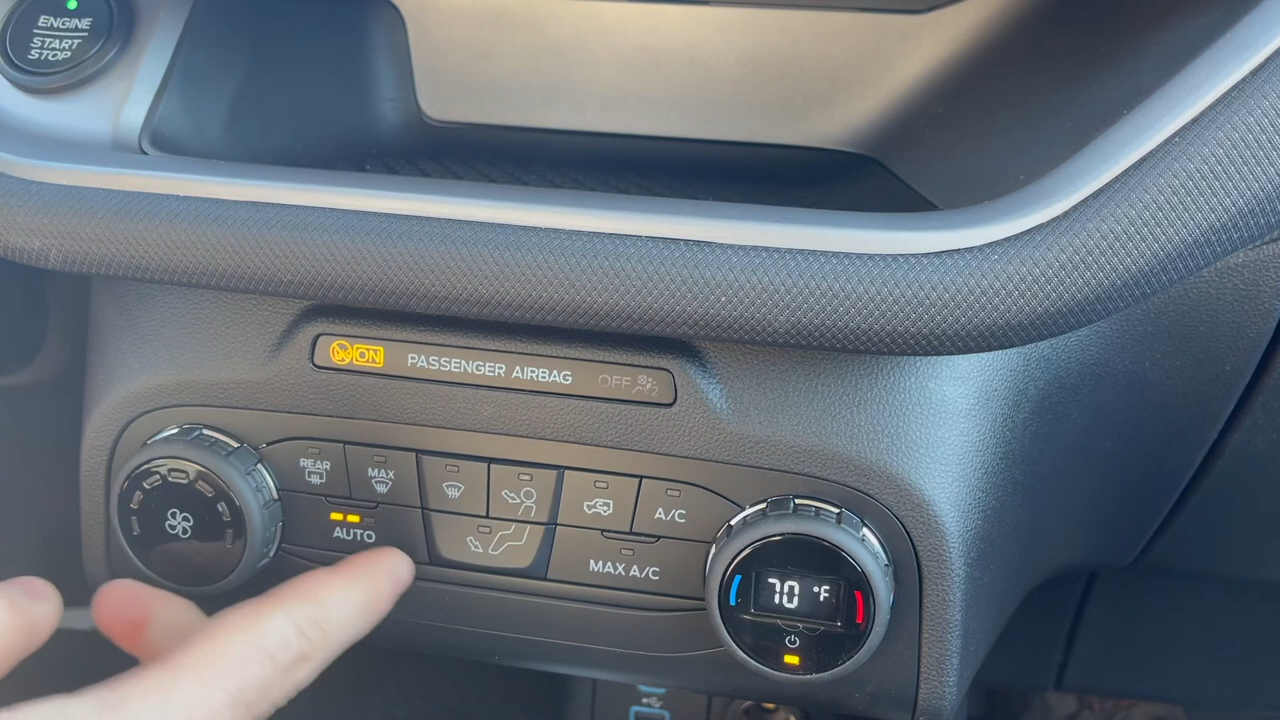 ENGINE
START
STOP
ON PASSENGER AIRBAG OFF
REAR
MAX
A/C
AUTO
MAX A/C
70 °F